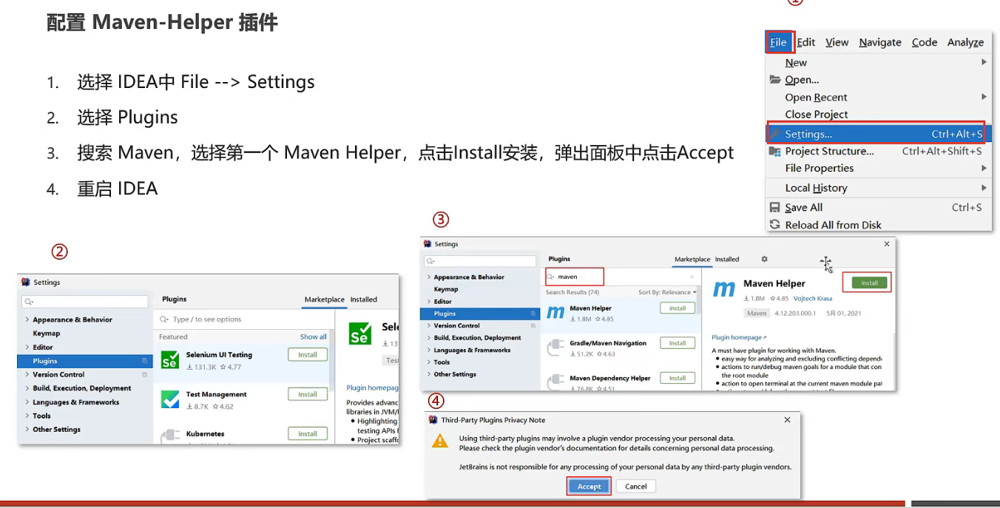 配置 Maven-Helper 插件
1. 选择 IDEA中 File --> Settings
2. 选择 Plugins
3. 搜索 Maven，选择第一个 Maven Helper，点击Install安装，弹出面板中点击Accept
4. 重启 IDEA
①
File Edit View Navigate Code Analyze
New
Open...
Open Recent
Close Project
Settings... Ctrl+Alt+S
Project Structure... Ctrl+Alt+Shift+S
File Properties
Local History
Save All Ctrl+S
Reload All from Disk
②
Settings
Plugins Marketplace Installed
Appearance & Behavior
Keymap
Editor
Plugins
Version Control
Build, Execution, Deployment
Languages & Frameworks
Tools
Other Settings
Type / to see options
Featured Show all
Selenium UI Testing Install
131.3K 4.77
Test Management Install
8.7K 4.62
Kubernetes Install
Se
Sele
13
Test
Plugin homepag
Provides advanc
libraries in JVM/
Highlighting
testing APIs f
Project scaffo
③
Settings
Plugins Marketplace Installed
Appearance & Behavior
Keymap
Editor
Plugins
Version Control
Build, Execution, Deployment
Languages & Frameworks
Tools
Other Settings
maven
Search Results (74) Sort By: Relevance
Maven Helper Install
1.8M 4.85
Gradle/Maven Navigation Install
51.2K 4.63
Maven Dependency Helper Install
76.8K 4.51
Maven Helper Install
1.8M 4.85 Vojtech Krasa
Maven 4.12.203.000.1 5月 01, 2021
Plugin homepage
A must have plugin for working with Maven.
easy way for analyzing and excluding conflicting depende
actions to run/debug maven goals for a module that con
the root module
action to open terminal at the current maven module pat
④
Third-Party Plugins Privacy Note
Using third-party plugins may involve a plugin vendor processing your personal data.
Please check the plugin vendor's documentation for details concerning personal data processing.
JetBrains is not responsible for any processing of your personal data by any third-party plugin vendors.
Accept Cancel